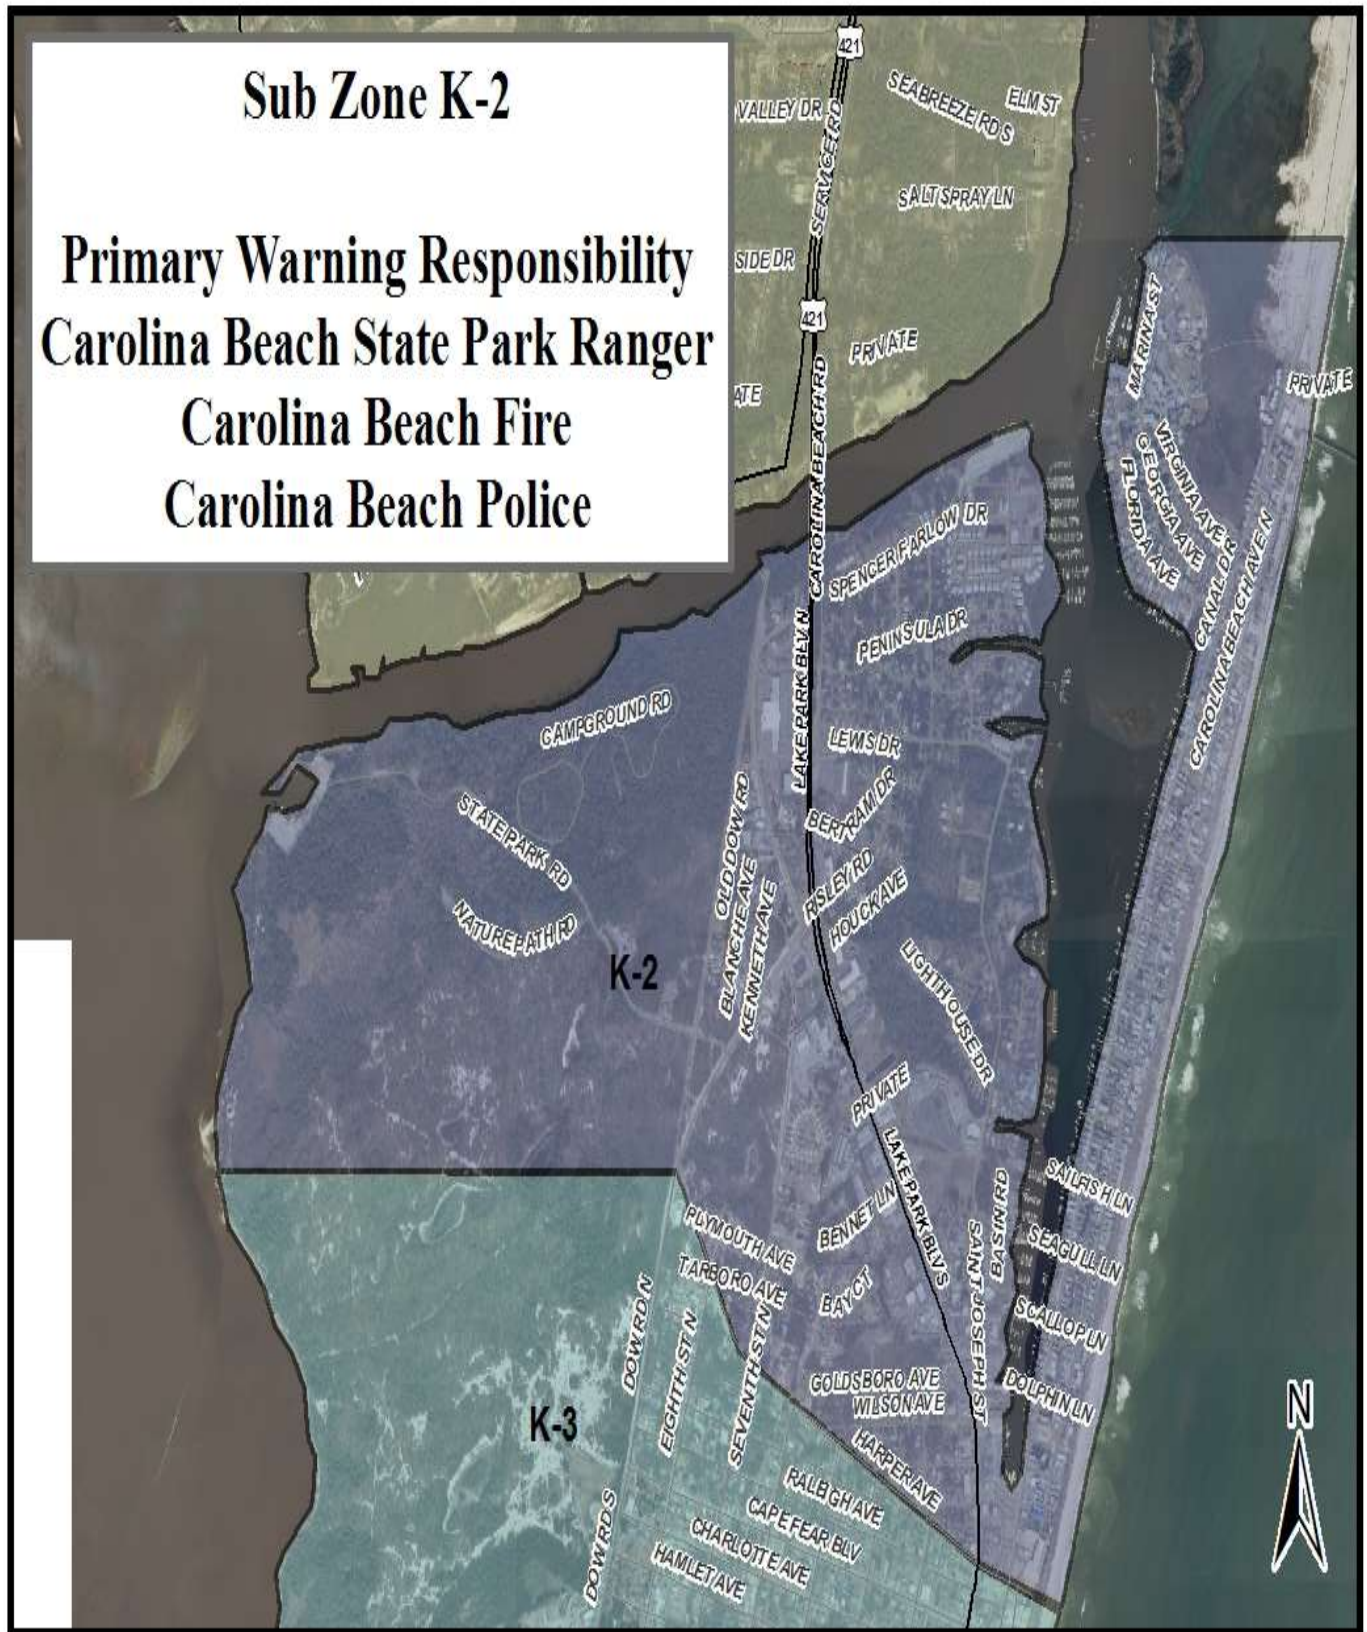 Sub Zone K-2
Primary Warning Responsibility
Carolina Beach State Park Ranger
Carolina Beach Fire
Carolina Beach Police
421
VALLEY DR
SERVICE RD
SEABREEZE RD S
ELM ST
SALT SPRAY LN
SIDE DR
421
PRIVATE
ATE
CAROLINA BEACH RD
MARINA ST
PRIVATE
VIRGINIA AVE
GEORGIA AVE
FLORIDA AVE
CANAL DR
CAROLINA BEACH AVE N
SPENCER FARLOW DR
PENINSULA DR
LAKE PARK BLV N
CAMPGROUND RD
LEWIS DR
BERTRAM DR
STATE PARK RD
OLD DOW RD
BLANCHE AVE
KENNETH AVE
RISLEY RD
HOUCK AVE
NATURE PATH RD
K-2
LIGHTHOUSE DR
PRIVATE
LAKE PARK BLV S
BASIN RD
SAILFISH LN
PLYMOUTH AVE
BENNET LN
SAINT JOSEPH ST
SEAGULL LN
TARBORO AVE
BAY CT
SCALLOP LN
DOW RD N
EIGHTH ST N
SEVENTH ST N
GOLDSBORO AVE
WILSON AVE
DOLPHIN LN
K-3
HARPER AVE
N
RALEIGH AVE
CAPE FEAR BLV
CHARLOTTE AVE
HAMLET AVE
DOW RD S